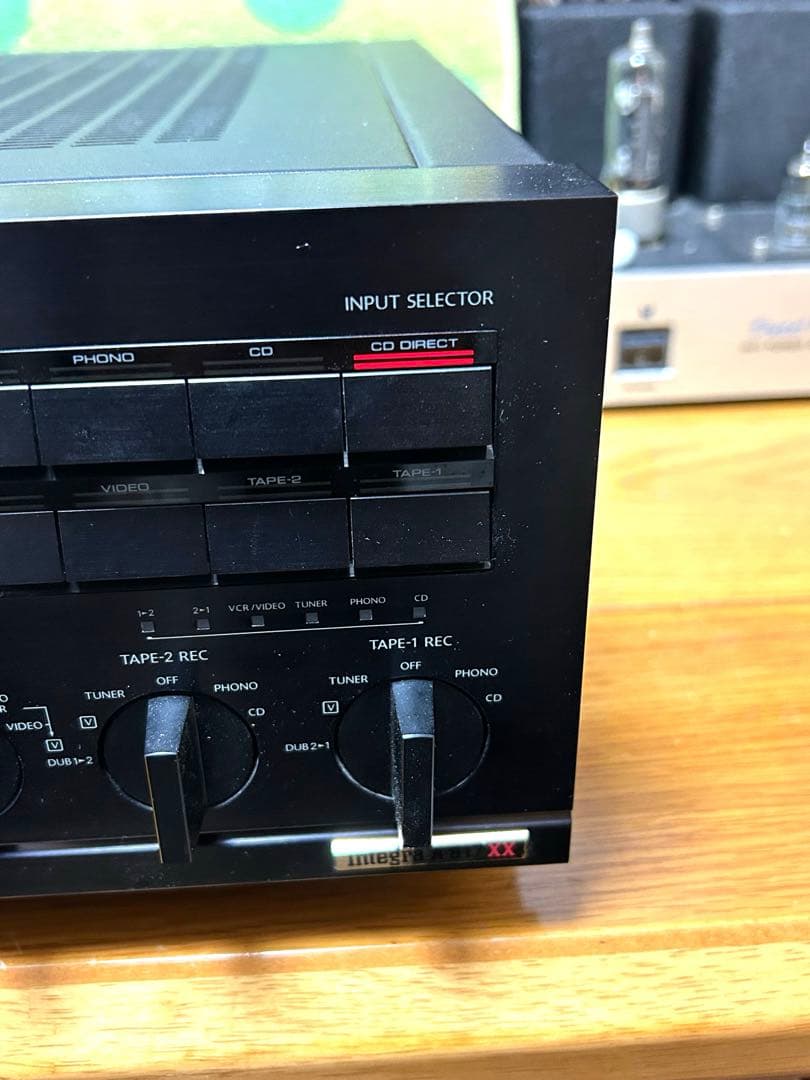 INPUT SELECTOR
PHONO CD CD DIRECT
VIDEO TAPE-2 TAPE-1
1►2 2►1 VCR/VIDEO TUNER PHONO CD
TAPE-2 REC TAPE-1 REC
OFF OFF
TUNER PHONO TUNER PHONO
CD CD
V V
VIDEO
V
DUB 1►2 DUB 2►1
Integra XX